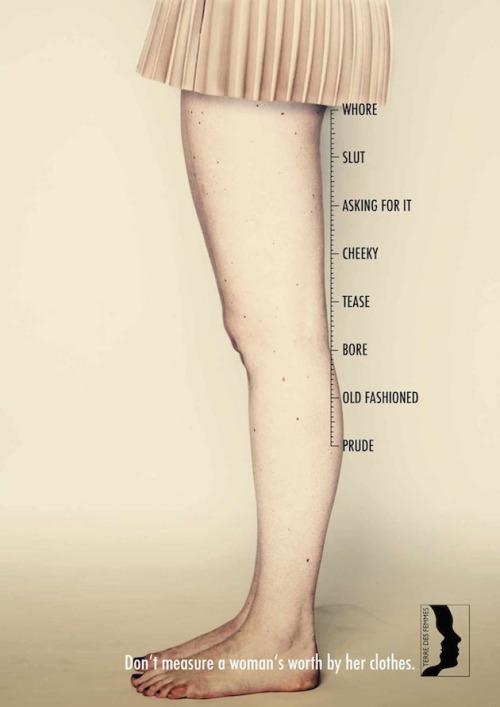 WHORE
SLUT
ASKING FOR IT
CHEEKY
TEASE
BORE
OLD FASHIONED
PRUDE
Don't measure a woman's worth by her clothes.
TERRE DES FEMMES